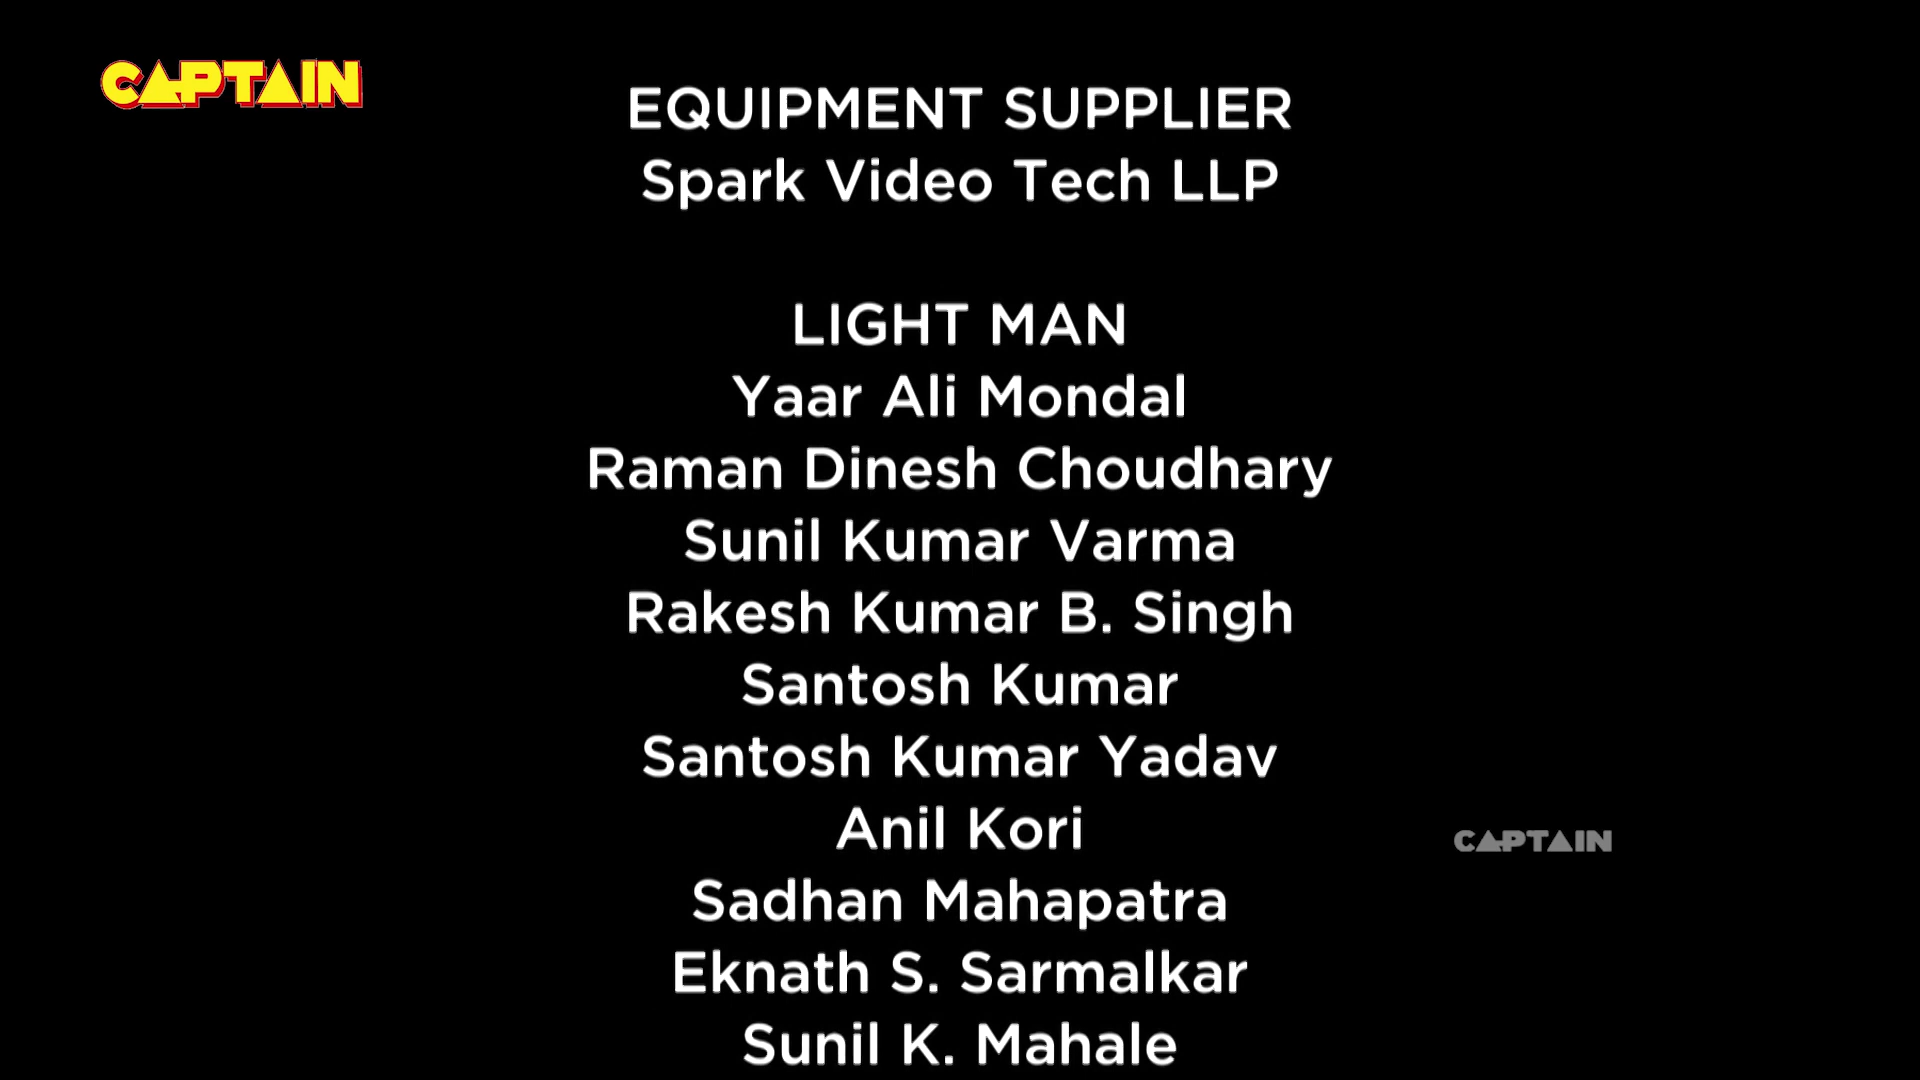 CAPTAIN
EQUIPMENT SUPPLIER
Spark Video Tech LLP
LIGHT MAN
Yaar Ali Mondal
Raman Dinesh Choudhary
Sunil Kumar Varma
Rakesh Kumar B. Singh
Santosh Kumar
Santosh Kumar Yadav
Anil Kori
CAPTAIN
Sadhan Mahapatra
Eknath S. Sarmalkar
Sunil K. Mahale